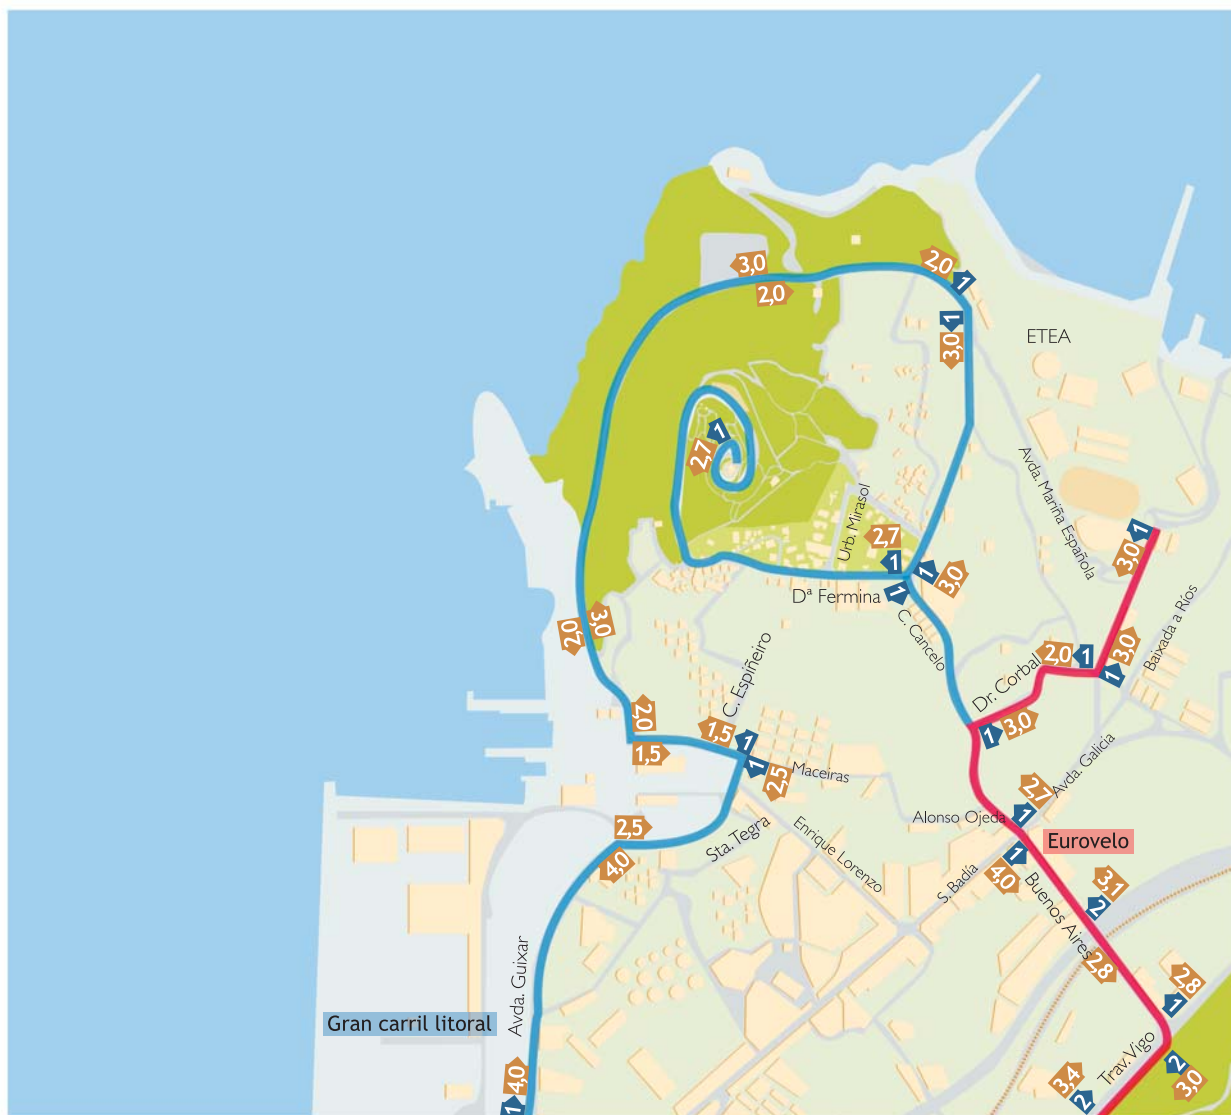 3,0
2,0
2,0
1
1
3,0
ETEA
1
2,7
Avda. Mariña Española
Urb. Mirasol
2,7
1
1
3,0
1
3,0
Dª Fermina
1
C. Cancelo
Baixada a Ríos
3,0
2,0
3,0
1
2,0
1
Dr. Corbal
C. Espiñeiro
2,0
1,5
1
1,5
1
2,5
Maceiras
1
3,0
Avda. Galicia
2,7
1
Alonso Ojeda
Eurovelo
1
4,0
2,5
4,0
Sta. Tegra
Enrique Lorenzo
S. Badía
Buenos Aires
3,1
2
2,8
2,8
1
Avda. Guixar
Gran carril litoral
Trav. Vigo
2
3,0
3,4
2
4,0
1